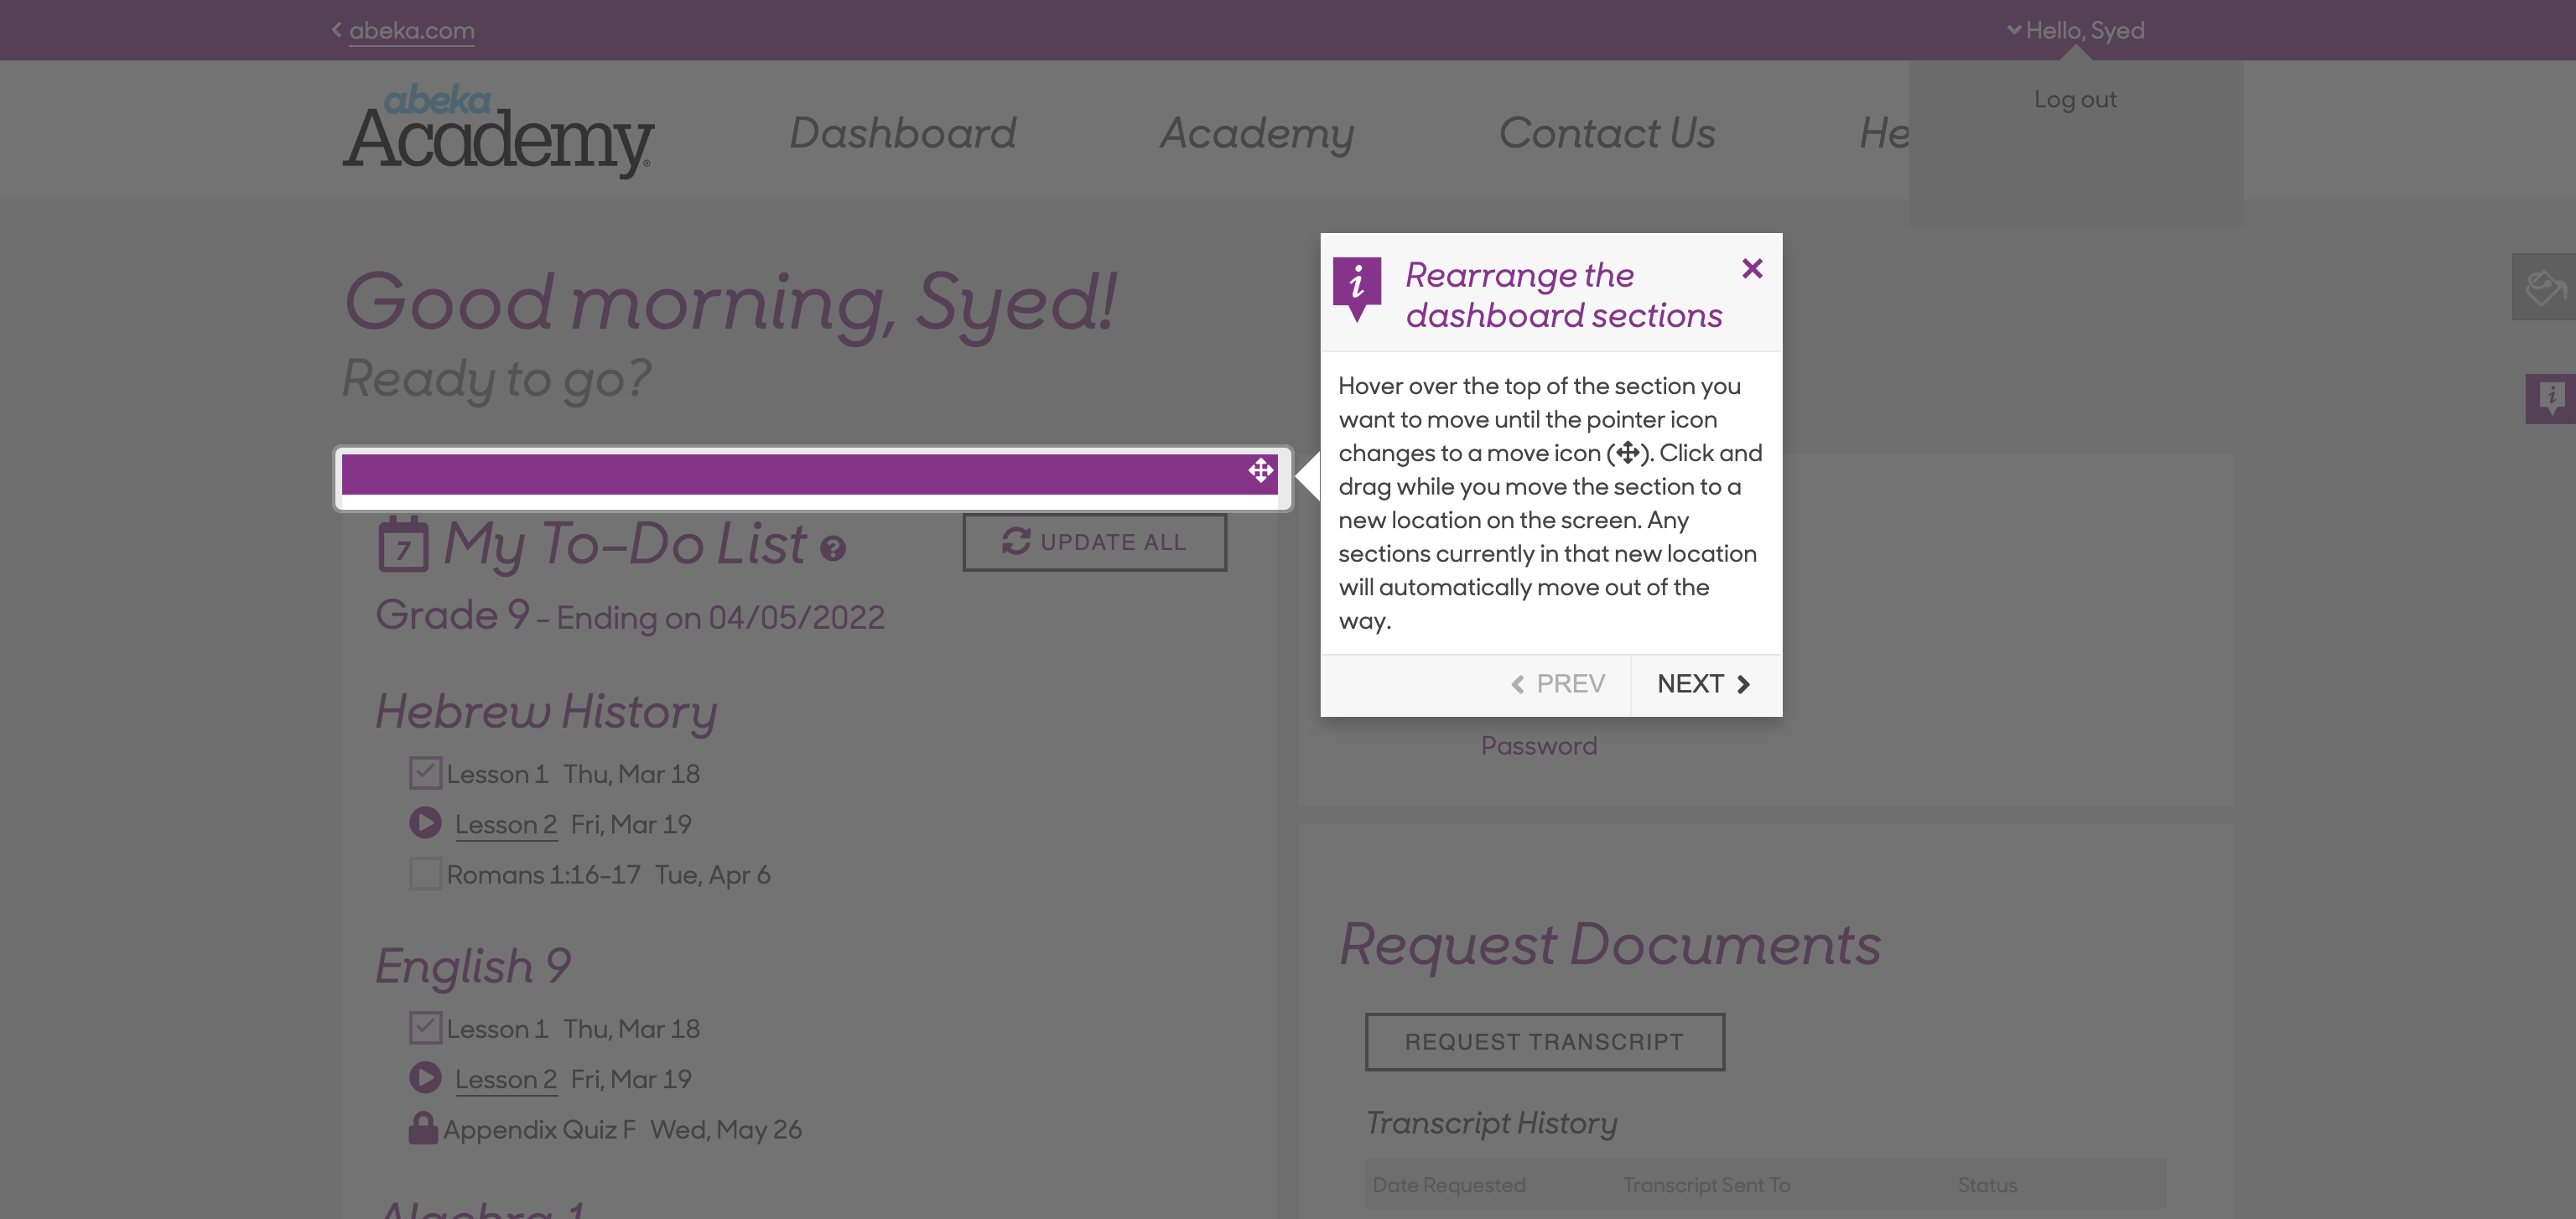 abeka.com
Hello, Syed
Log out
abeka
Academy®
Dashboard
Academy
Contact Us
He
Good morning, Syed!
Ready to go?
Rearrange the
dashboard sections
Hover over the top of the section you
want to move until the pointer icon
changes to a move icon ( ). Click and
drag while you move the section to a
new location on the screen. Any
sections currently in that new location
will automatically move out of the
way.
PREV
NEXT
7
My To-Do List
UPDATE ALL
Grade 9 - Ending on 04/05/2022
Hebrew History
Lesson 1 Thu, Mar 18
Lesson 2 Fri, Mar 19
Romans 1:16-17 Tue, Apr 6
English 9
Lesson 1 Thu, Mar 18
Lesson 2 Fri, Mar 19
Appendix Quiz F Wed, May 26
Algebra 1
Password
Request Documents
REQUEST TRANSCRIPT
Transcript History
Date Requested
Transcript Sent To
Status